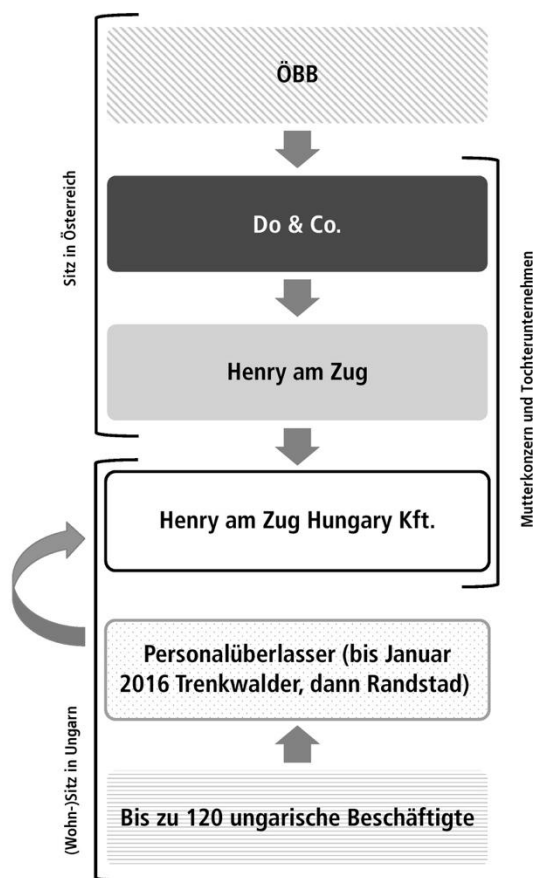 ÖBB
Do & Co.
Henry am Zug
Henry am Zug Hungary Kft.
Personalüberlasser (bis Januar
2016 Trenkwalder, dann Randstad)
Bis zu 120 ungarische Beschäftigte
Sitz in Österreich
(Wohn-)Sitz in Ungarn
Mutterkonzern und Tochterunternehmen